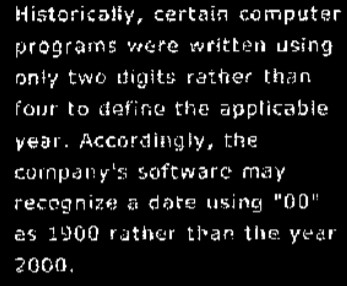 Historically, certain computer
programs were written using
only two digits rather than
four to define the applicable
year. Accordingly, the
company's software may
recognize a date using "00"
as 1900 rather than the year
2000.